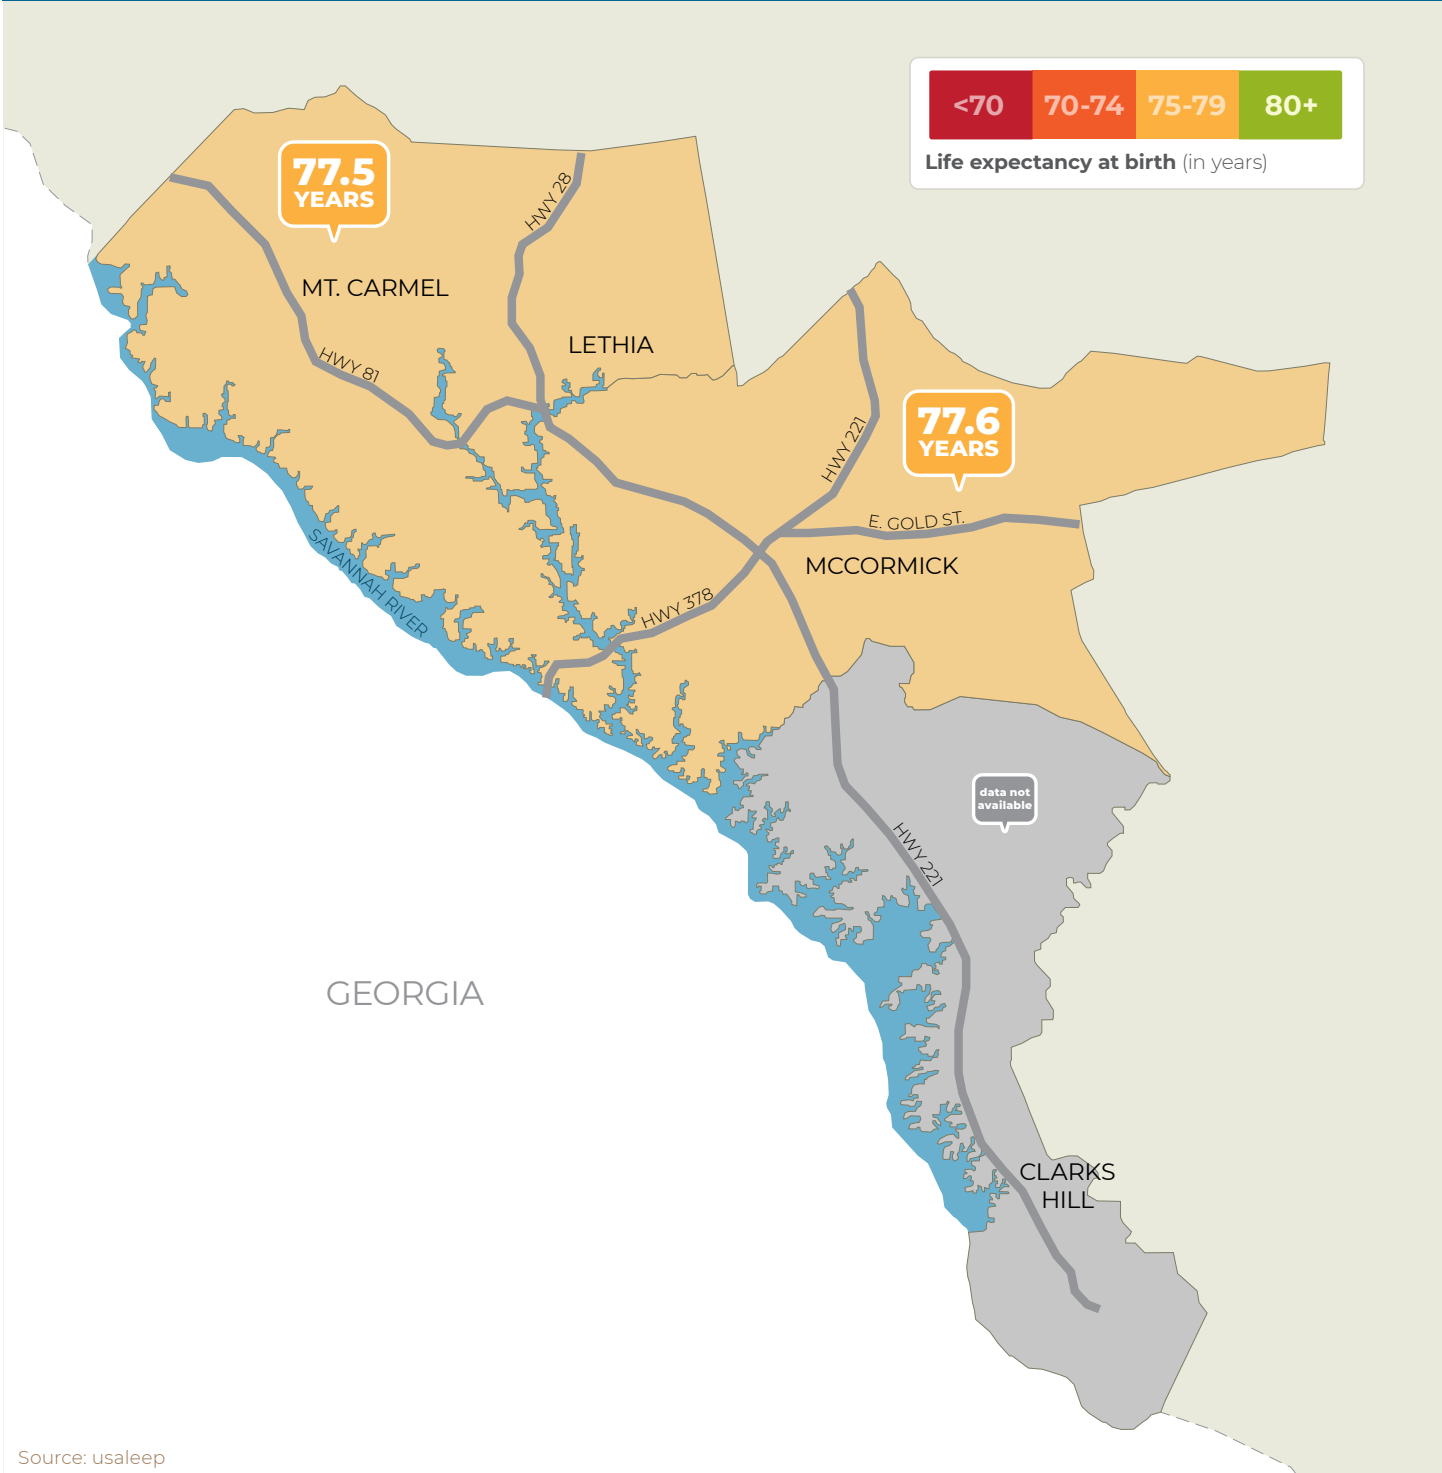 <70
70-74
75-79
80+
Life expectancy at birth (in years)
77.5
YEARS
HWY 28
MT. CARMEL
LETHIA
HWY 81
77.6
YEARS
HWY 221
E. GOLD ST.
MCCORMICK
SAVANNAH RIVER
HWY 378
data not
available
HWY 221
GEORGIA
CLARKS
HILL
Source: usaleep